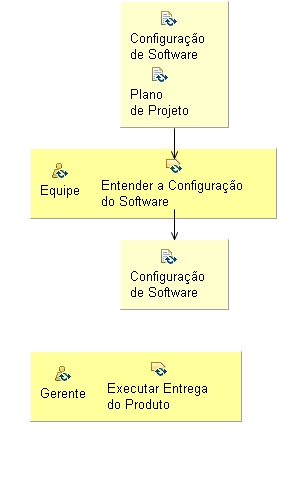 Configuração
de Software
Plano
de Projeto
Equipe
Entender a Configuração
do Software
Configuração
de Software
Gerente
Executar Entrega
do Produto